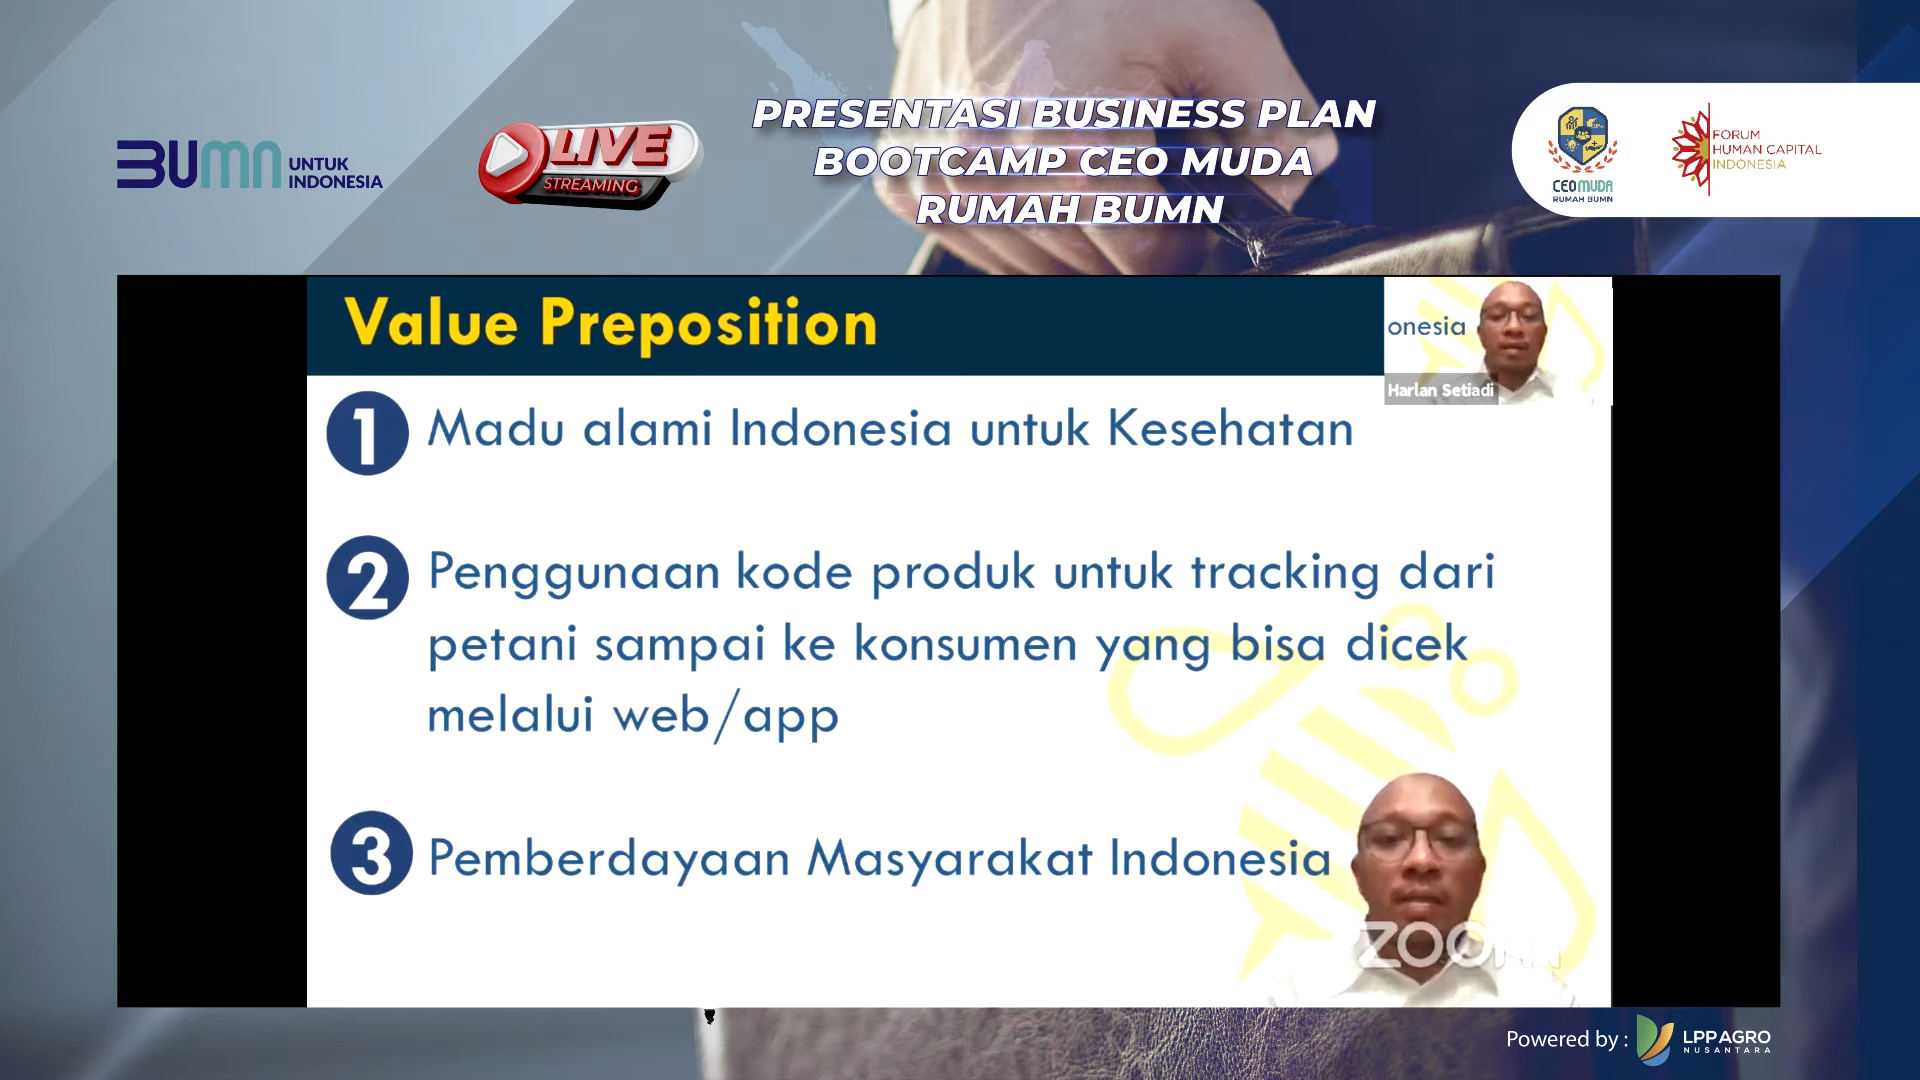 BUMN UNTUK
INDONESIA
LIVE
STREAMING
PRESENTASI BUSINESS PLAN
BOOTCAMP CEO MUDA
RUMAH BUMN
CEOMUDA
RUMAH BUMN
FORUM
HUMAN CAPITAL
INDONESIA
Value Preposition
onesia
Harlan Setiadi
1 Madu alami Indonesia untuk Kesehatan
2 Penggunaan kode produk untuk tracking dari
petani sampai ke konsumen yang bisa dicek
melalui web/app
3 Pemberdayaan Masyarakat Indonesia
zoom
Powered by :
LPP AGRO
NUSANTARA